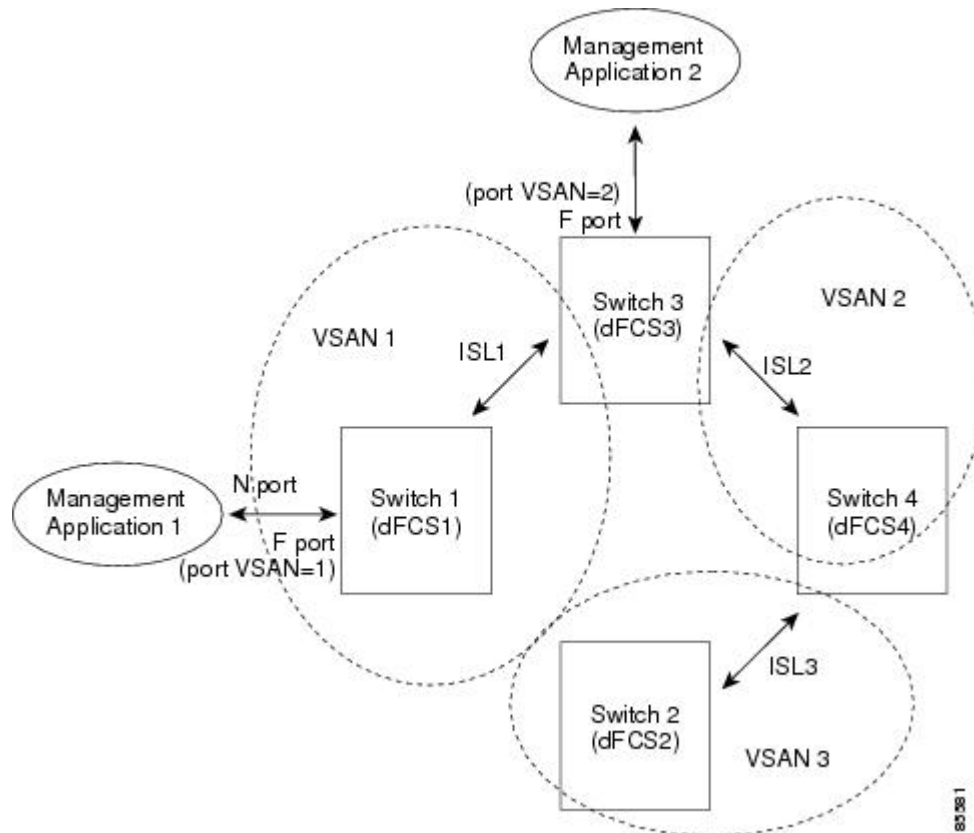 Management
Application 2
(port VSAN=2)
F port
Switch 3
(dFCS3)
VSAN 2
VSAN 1
ISL1
ISL2
Management
Application 1
N port
F port
(port VSAN=1)
Switch 1
(dFCS1)
Switch 4
(dFCS4)
ISL3
Switch 2
(dFCS2)
VSAN 3
85581